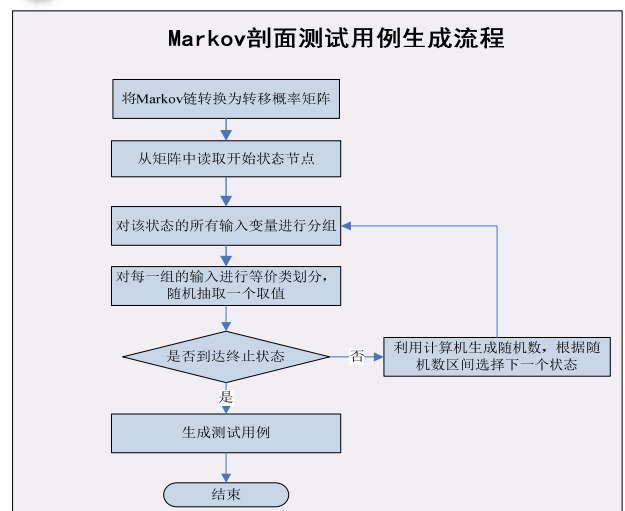 Markov剖面测试用例生成流程
将Markov链转换为转移概率矩阵
从矩阵中读取开始状态节点
对该状态的所有输入变量进行分组
对每一组的输入进行等价类划分，
随机抽取一个取值
是否到达终止状态
否
利用计算机生成随机数，根据随
机数区间选择下一个状态
是
生成测试用例
结束